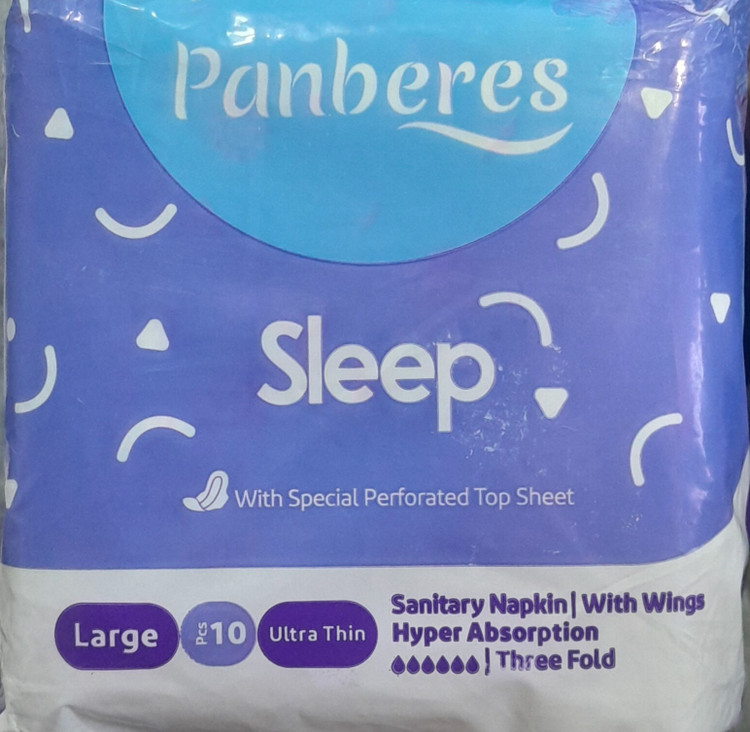 Panberes
Sleep
With Special Perforated Top Sheet
Large
Pcs 10
Ultra Thin
Sanitary Napkin | With Wings
Hyper Absorption
| Three Fold